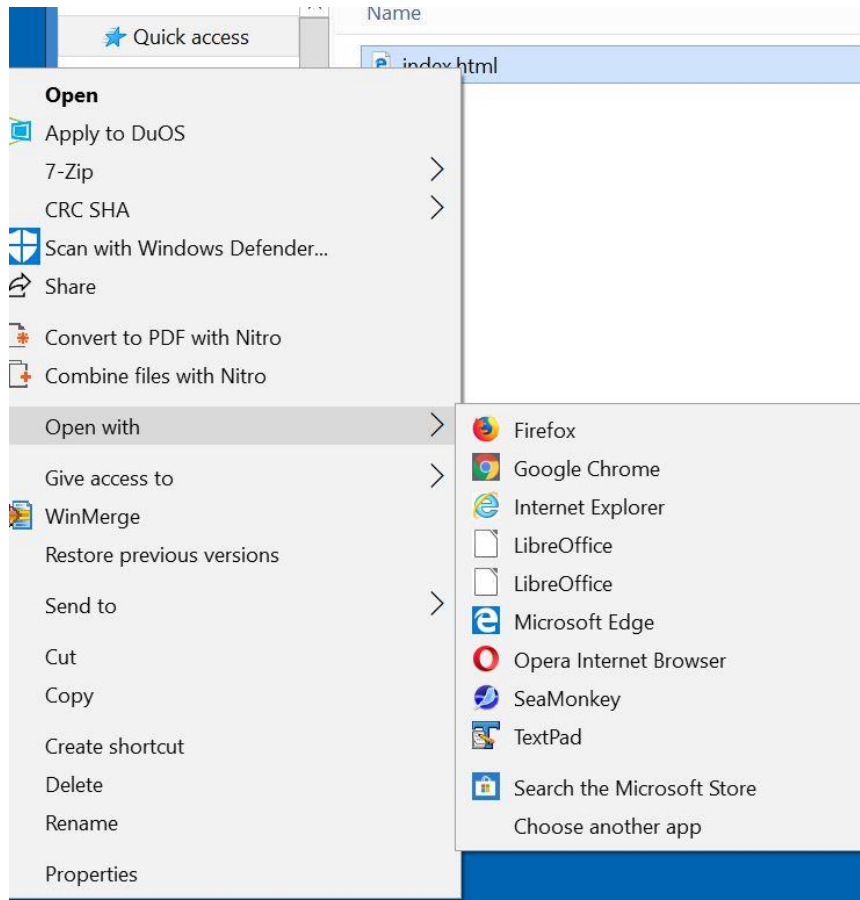 Name
Quick access
index.html
Open
Apply to DuOS
7-Zip
CRC SHA
Scan with Windows Defender...
Share
Convert to PDF with Nitro
Combine files with Nitro
Open with
Give access to
WinMerge
Restore previous versions
Send to
Cut
Copy
Create shortcut
Delete
Rename
Properties
Firefox
Google Chrome
Internet Explorer
LibreOffice
LibreOffice
Microsoft Edge
Opera Internet Browser
SeaMonkey
TextPad
Search the Microsoft Store
Choose another app